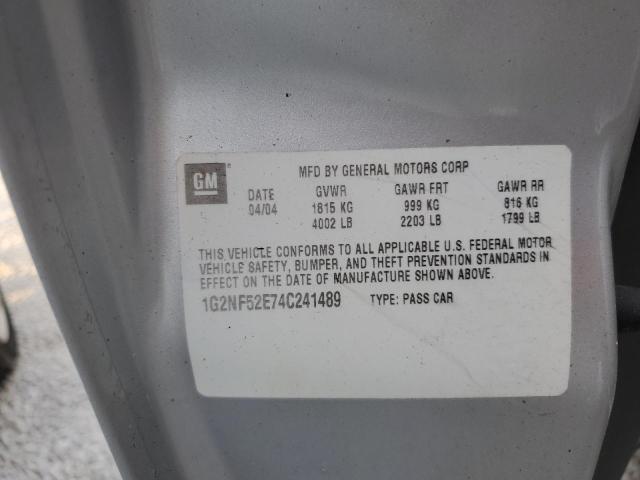 GM
MFD BY GENERAL MOTORS CORP
DATE GVWR GAWR FRT GAWR RR
04/04 1815 KG 999 KG 816 KG
4002 LB 2203 LB 1799 LB
THIS VEHICLE CONFORMS TO ALL APPLICABLE U.S. FEDERAL MOTOR
VEHICLE SAFETY, BUMPER, AND THEFT PREVENTION STANDARDS IN
EFFECT ON THE DATE OF MANUFACTURE SHOWN ABOVE.
1G2NF52E74C241489 TYPE: PASS CAR